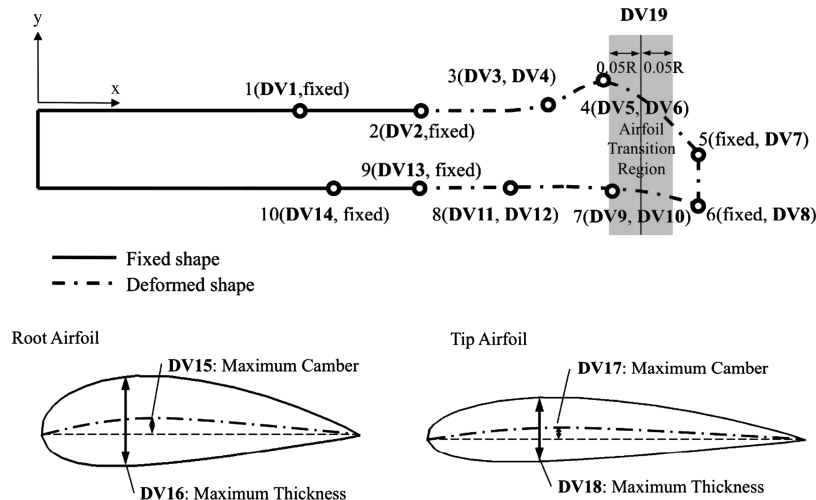 DV19
y
0.05R 0.05R
x
3(DV3, DV4)
1(DV1,fixed)
4(DV5, DV6)
2(DV2,fixed)
Airfoil
Transition
Region
5(fixed, DV7)
9(DV13, fixed)
10(DV14, fixed)
8(DV11, DV12)
7(DV9, DV10)
6(fixed, DV8)
Fixed shape
Deformed shape
Root Airfoil
DV15: Maximum Camber
DV16: Maximum Thickness
Tip Airfoil
DV17: Maximum Camber
DV18: Maximum Thickness